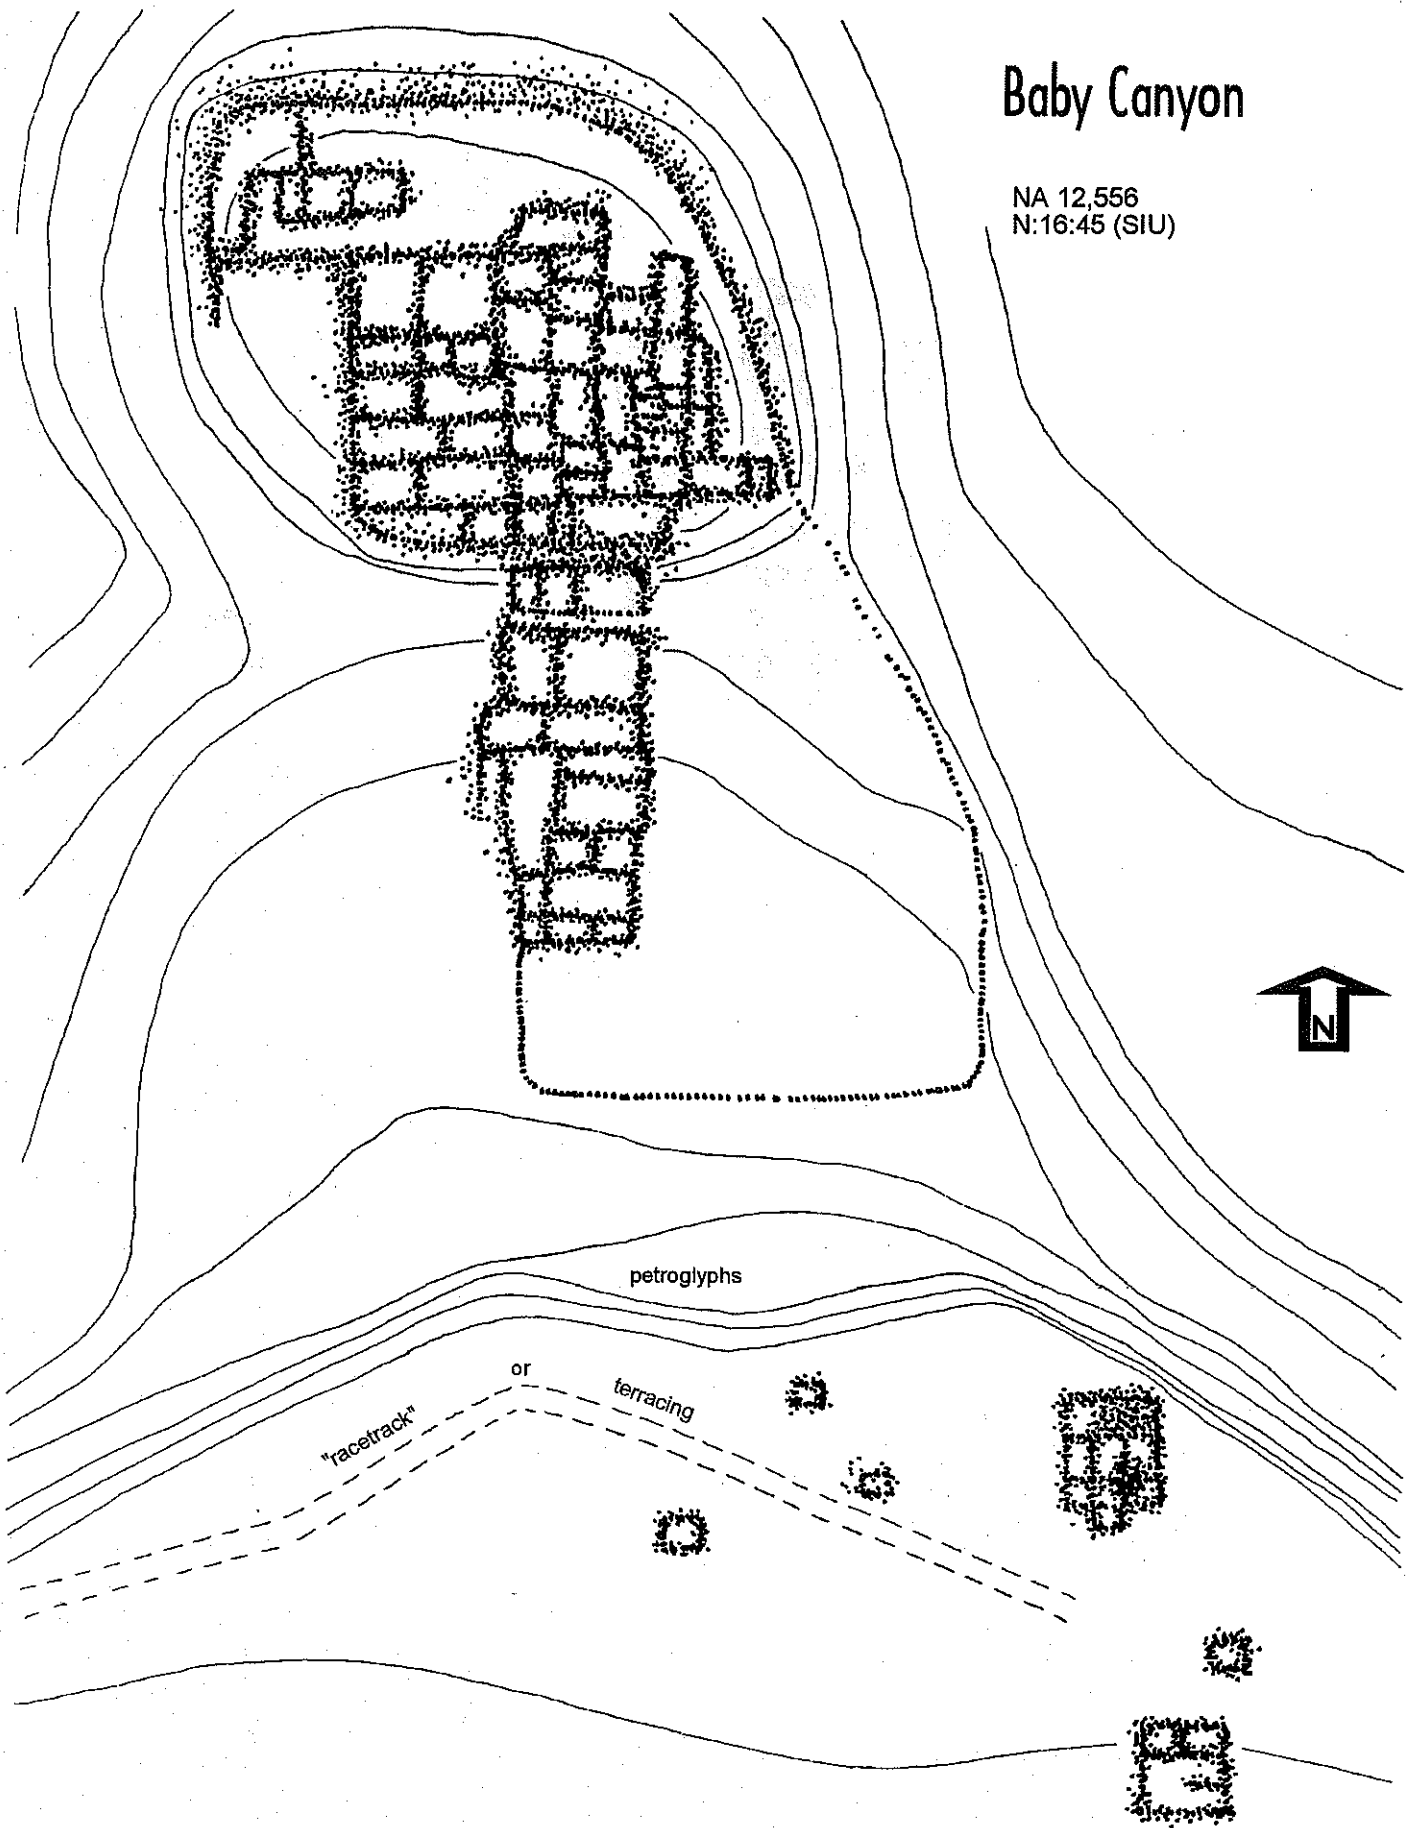 Baby Canyon
NA 12,556
N:16:45 (SIU)
N
petroglyphs
"racetrack" or terracing